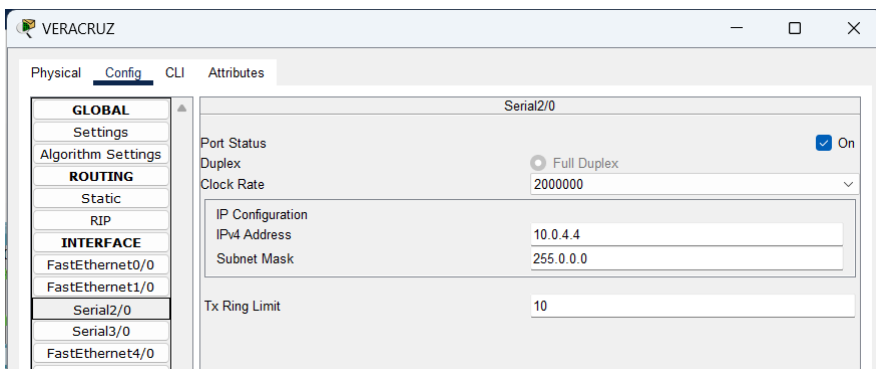 VERACRUZ
Physical Config CLI Attributes
GLOBAL
Settings
Algorithm Settings
ROUTING
Static
RIP
INTERFACE
FastEthernet0/0
FastEthernet1/0
Serial2/0
Serial3/0
FastEthernet4/0
Serial2/0
Port Status On
Duplex Full Duplex
Clock Rate 2000000
IP Configuration
IPv4 Address 10.0.4.4
Subnet Mask 255.0.0.0
Tx Ring Limit 10